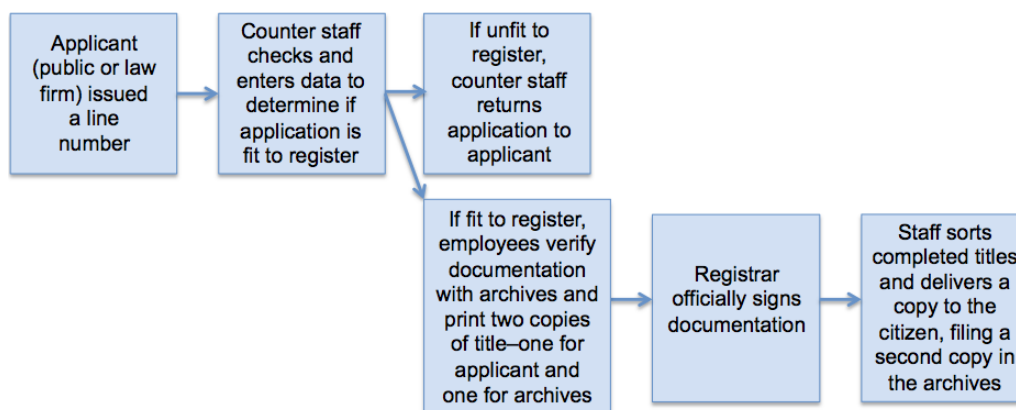 Applicant
(public or law
firm) issued
a line
number
Counter staff
checks and
enters data to
determine if
application is
fit to register
If unfit to
register,
counter staff
returns
application to
applicant
If fit to register,
employees verify
documentation
with archives and
print two copies
of title–one for
applicant and
one for archives
Registrar
officially signs
documentation
Staff sorts
completed titles
and delivers a
copy to the
citizen, filing a
second copy in
the archives